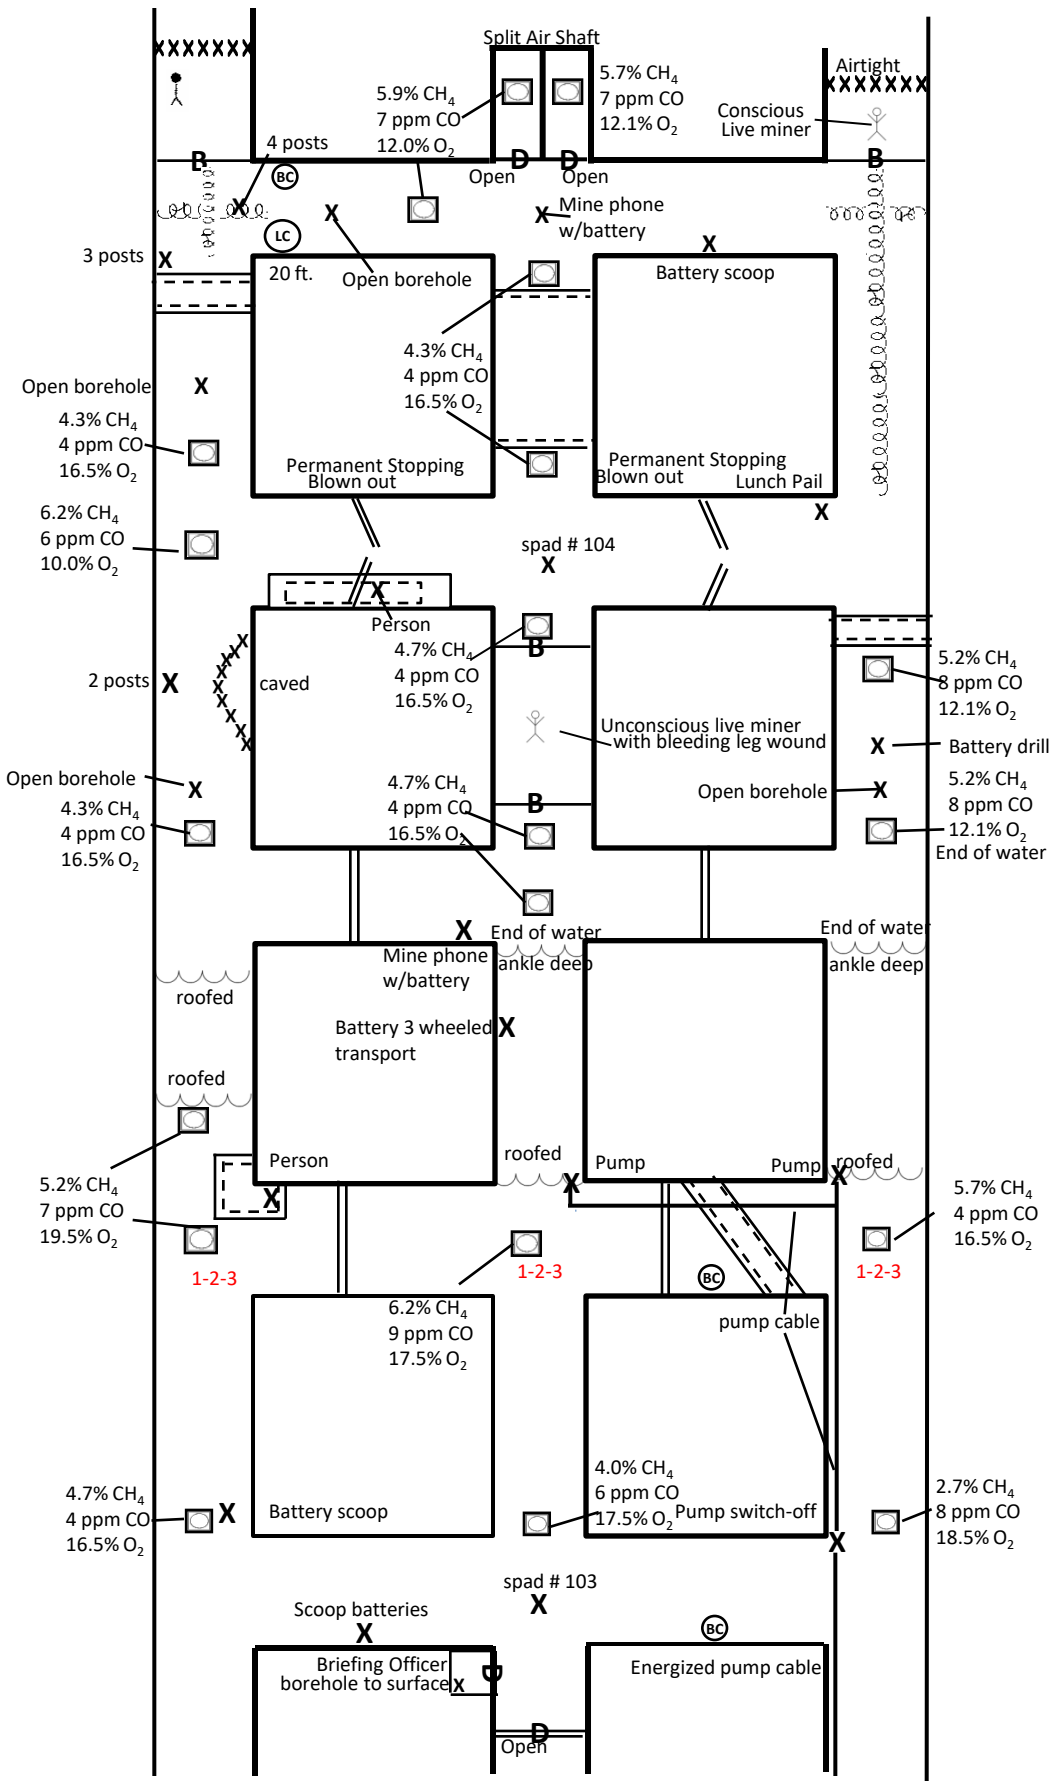 Split Air Shaft
XXXXXXX
5.9% CH4
7 ppm CO
12.0% O2
5.7% CH4
7 ppm CO
12.1% O2
Airtight
XXXXXXXX
Conscious
Live miner
4 posts
B
BC
D
D
Open
Open
B
X
X
X
Mine phone
w/battery
LC
3 posts
X
X
20 ft.
Open borehole
Battery scoop
4.3% CH4
4 ppm CO
16.5% O2
Open borehole
X
4.3% CH4
4 ppm CO
16.5% O2
Permanent Stopping
Blown out
Permanent Stopping
Blown out
Lunch Pail
X
6.2% CH4
6 ppm CO
10.0% O2
spad # 104
X
X
Person
4.7% CH4
4 ppm CO
16.5% O2
B
5.2% CH4
8 ppm CO
12.1% O2
2 posts
X
XXXXXXXXX
caved
Unconscious live miner
with bleeding leg wound
X
Battery drill
Open borehole
X
4.3% CH4
4 ppm CO
16.5% O2
4.7% CH4
4 ppm CO
16.5% O2
B
Open borehole
X
5.2% CH4
8 ppm CO
12.1% O2
End of water
X
Mine phone
w/battery
End of water
ankle deep
End of water
ankle deep
roofed
Battery 3 wheeled
transport
X
roofed
Person
X
roofed
Pump
X
Pump
X
roofed
5.2% CH4
7 ppm CO
19.5% O2
5.7% CH4
4 ppm CO
16.5% O2
1-2-3
1-2-3
1-2-3
BC
6.2% CH4
9 ppm CO
17.5% O2
pump cable
4.7% CH4
4 ppm CO
16.5% O2
X
Battery scoop
4.0% CH4
6 ppm CO
17.5% O2
Pump switch-off
X
2.7% CH4
8 ppm CO
18.5% O2
spad # 103
X
Scoop batteries
X
BC
Briefing Officer
borehole to surface
X
D
Energized pump cable
D
Open